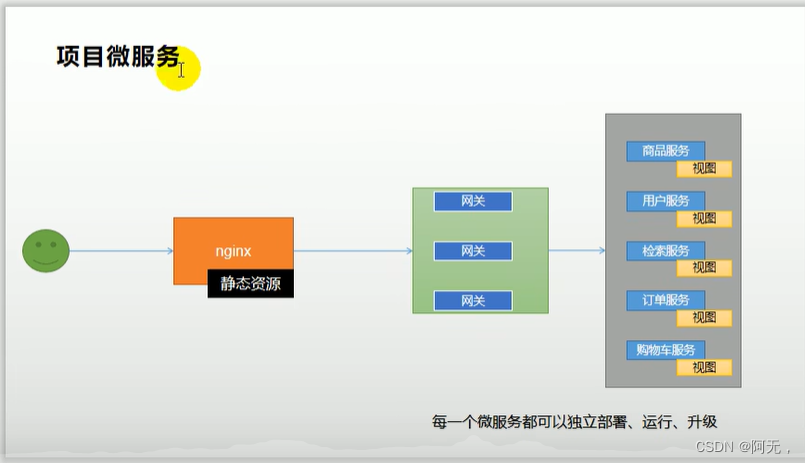 项目微服务
nginx
静态资源
网关
网关
网关
商品服务
视图
用户服务
视图
检索服务
视图
订单服务
视图
购物车服务
视图
每一个微服务都可以独立部署、运行、升级
CSDN @阿无，